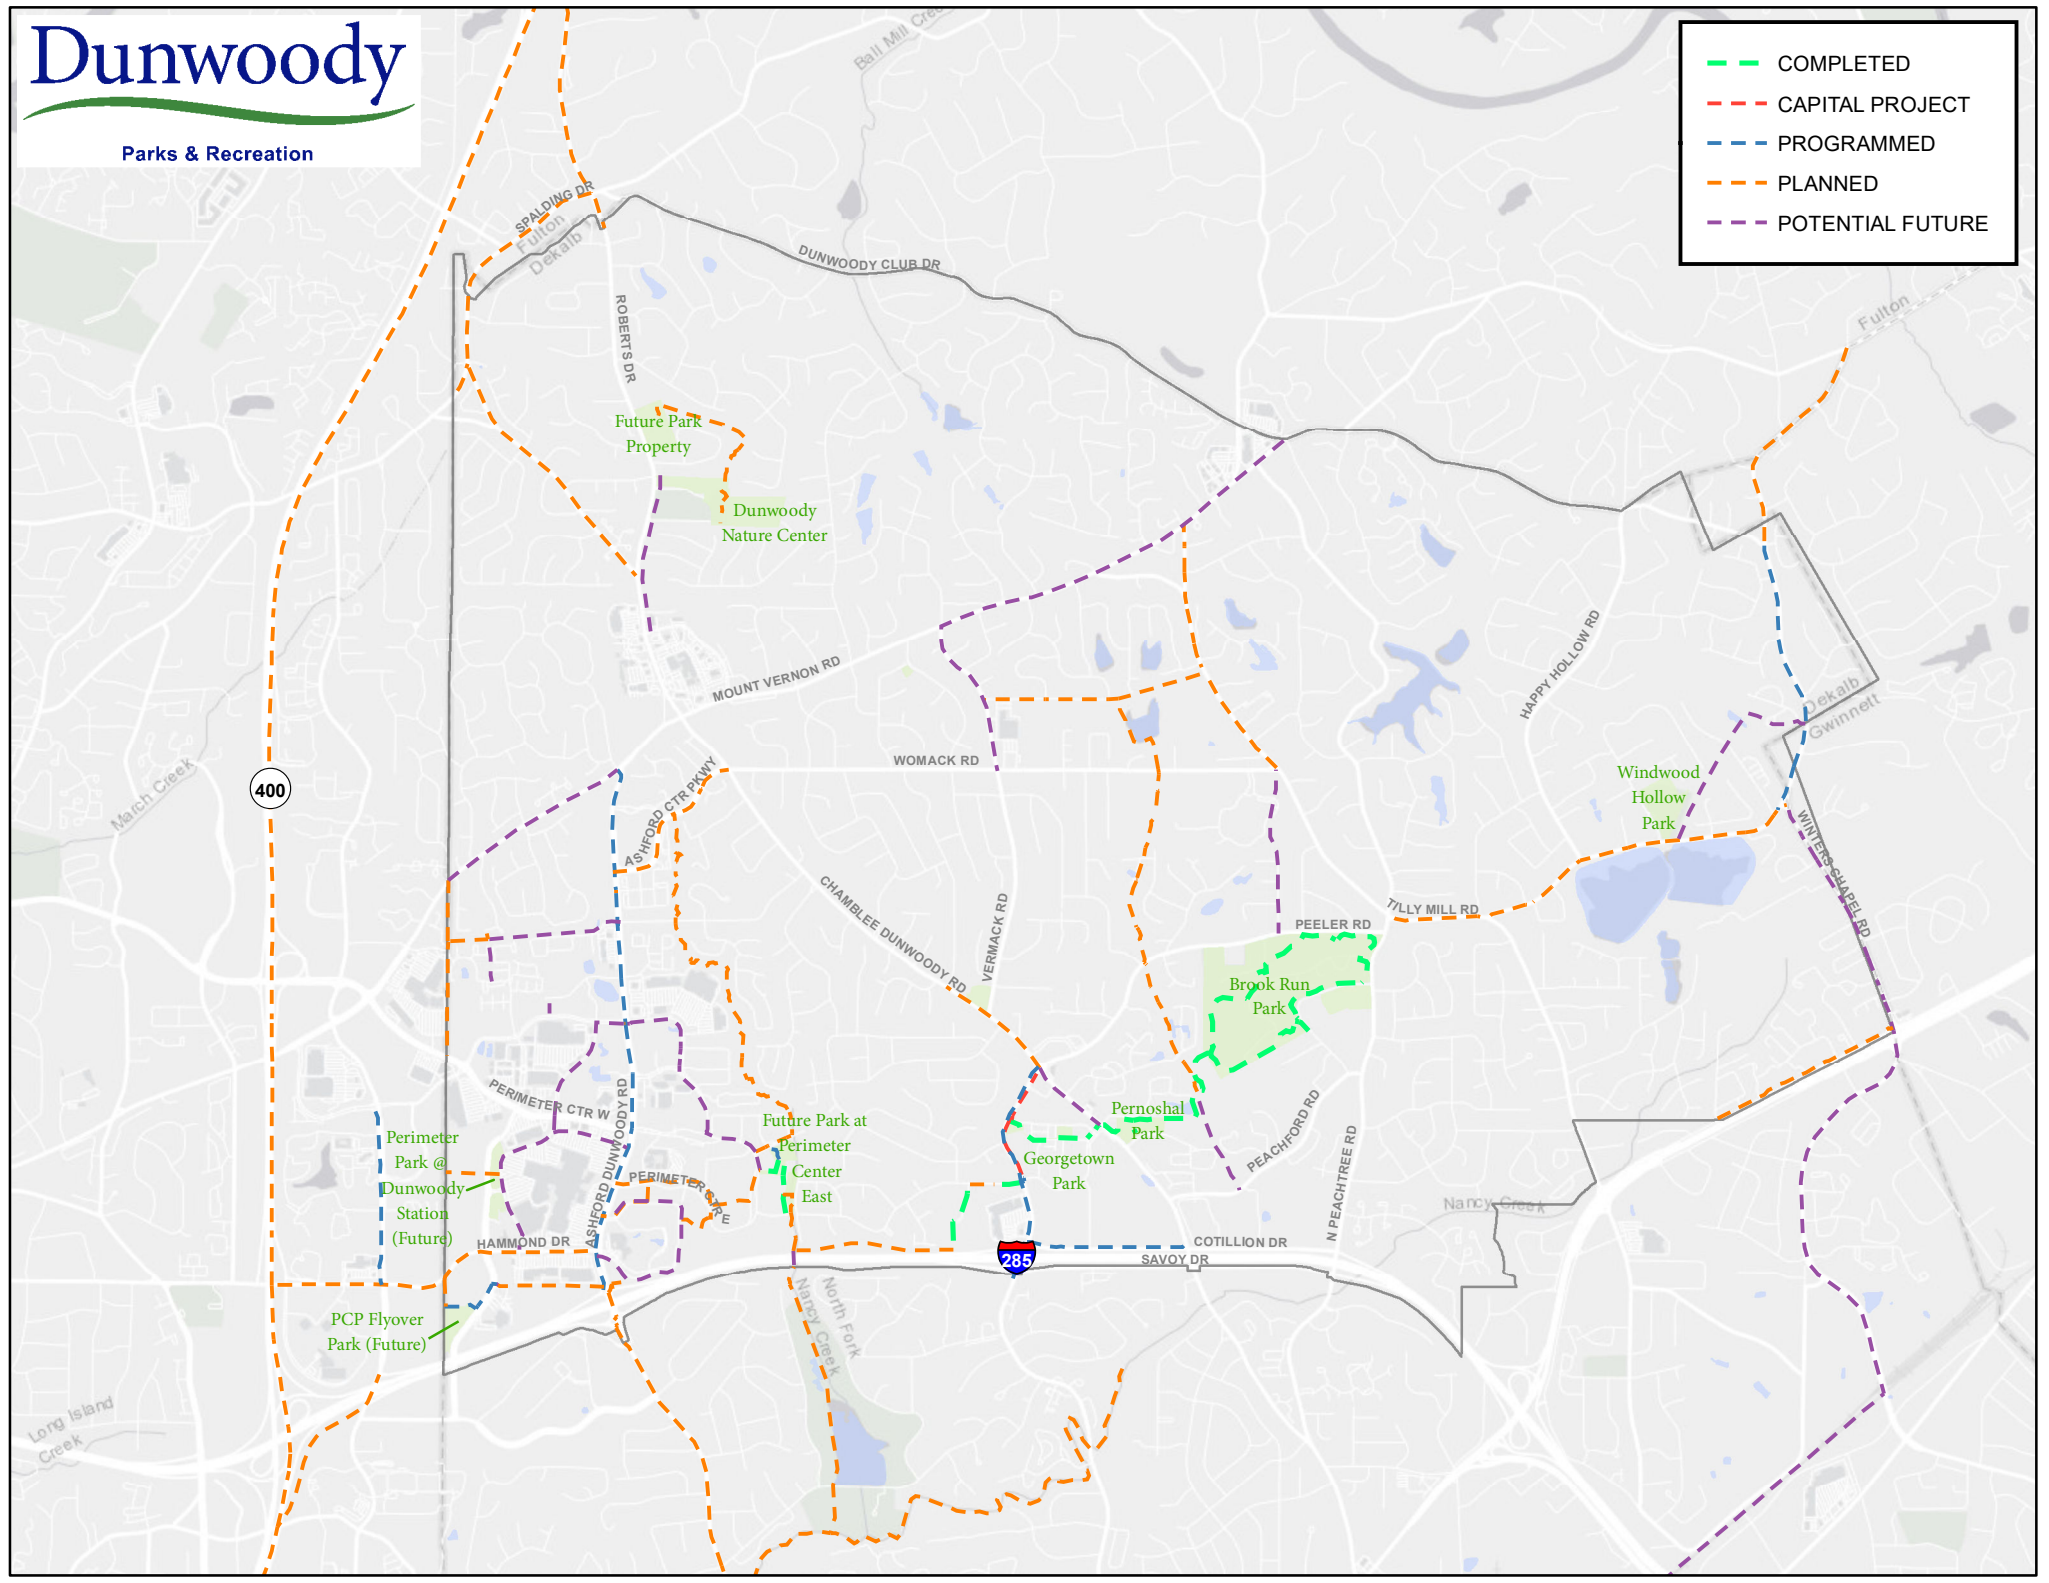 Dunwoody
Parks & Recreation
COMPLETED
CAPITAL PROJECT
PROGRAMMED
PLANNED
POTENTIAL FUTURE
Ball Mill Creek
SPALDING DR
Fulton
Dekalb
DUNWOODY CLUB DR
Fulton
ROBERTS DR
Future Park
Property
Dunwoody
Nature Center
MOUNT VERNON RD
HAPPY HOLLOW RD
Dekalb
Gwinnett
March Creek
400
ASHFORD CTR PKWY
WOMACK RD
Windwood
Hollow
Park
WINTERS CHAPEL RD
CHAMBLEE DUNWOODY RD
VERMACK RD
PEELER RD
TILLY MILL RD
Brook Run
Park
PERIMETER CTR W
ASHFORD DUNWOODY RD
Future Park at
Perimeter
Center
East
PERIMETER CTR E
Perimeter
Park @
Dunwoody
Station
(Future)
HAMMOND DR
Pernoshal
Park
Georgetown
Park
PEACHFORD RD
N PEACHTREE RD
Nancy Creek
COTILLION DR
SAVOY DR
285
PCP Flyover
Park (Future)
North Fork
Nancy Creek
Long Island
Creek